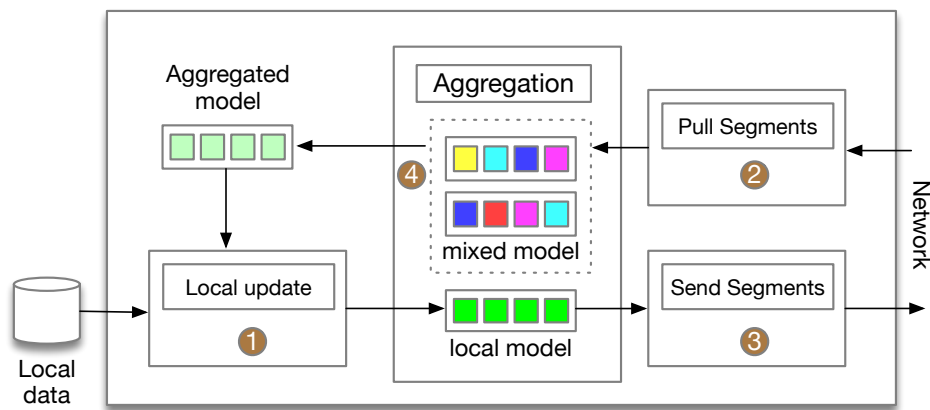 Aggregated
model
Aggregation
Pull Segments
2
4
mixed model
Network
Local update
1
local model
Send Segments
3
Local
data